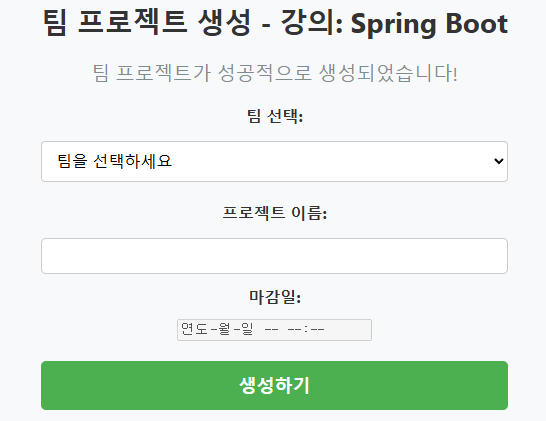 팀 프로젝트 생성 - 강의: Spring Boot
팀 프로젝트가 성공적으로 생성되었습니다!
팀 선택:
팀을 선택하세요
프로젝트 이름:
마감일:
연도-월-일 -- --:--
생성하기